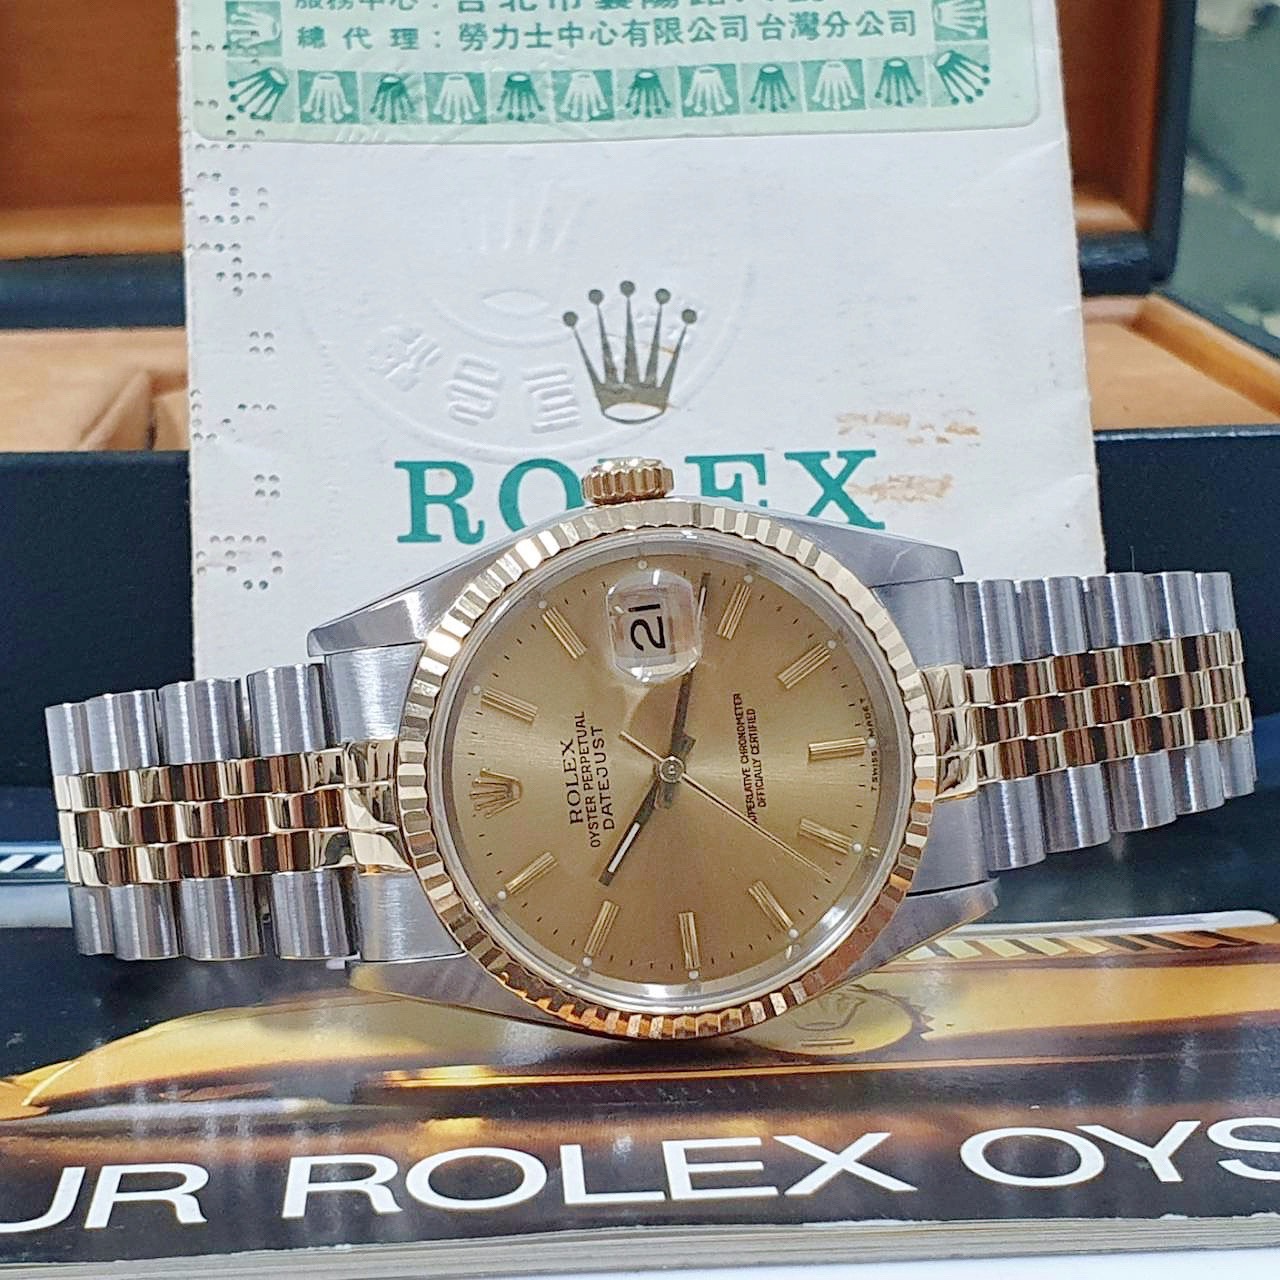 總代理：勞力士中心有限公司台灣分公司
ROLEX
21
ROLEX
OYSTER PERPETUAL
DATEJUST
SUPERLATIVE CHRONOMETER
OFFICIALLY CERTIFIED
T SWISS MADE T
UR ROLEX OYS